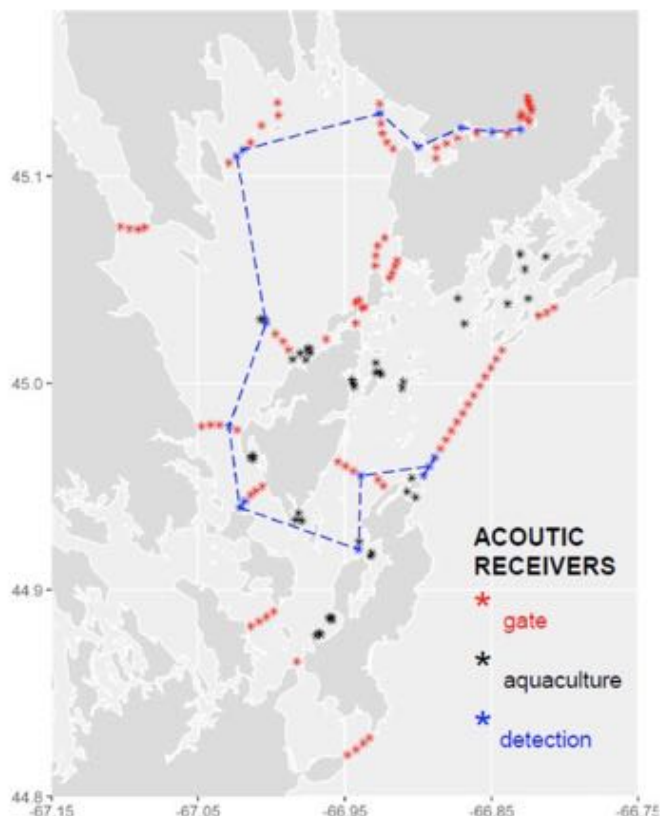 45.1
45.0
44.9
44.8
ACOUTIC
RECEIVERS
* gate
* aquaculture
* detection
-67.15 -67.05 -66.95 -66.85 -66.75